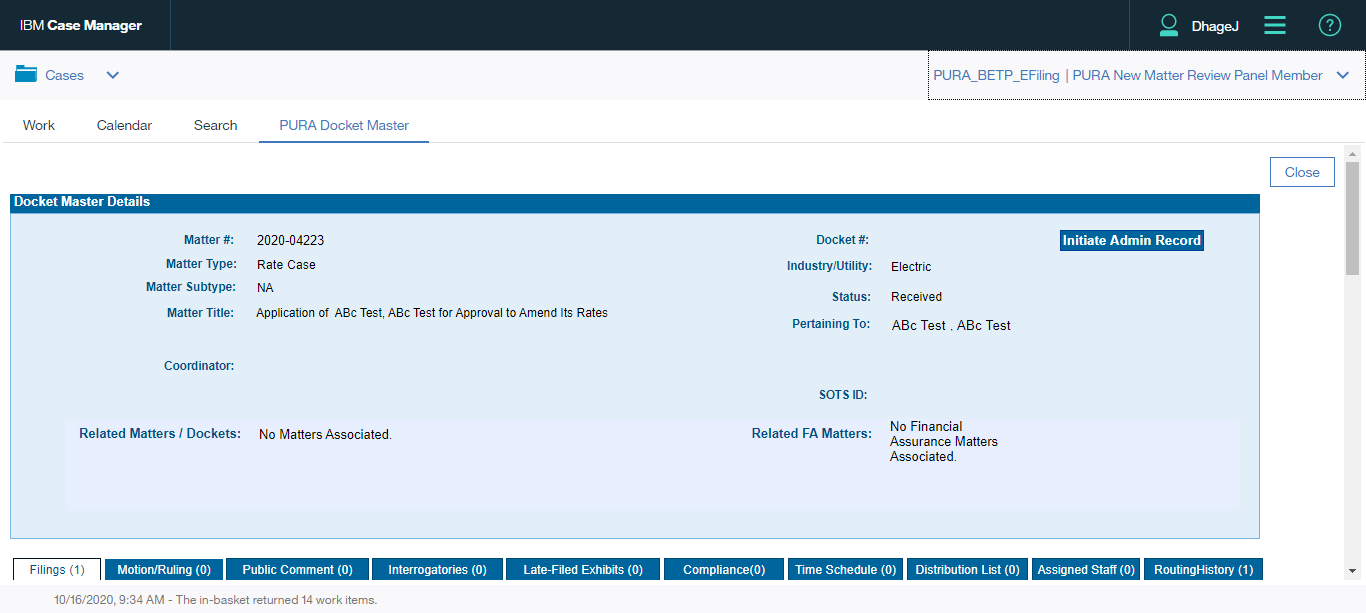 IBM Case Manager
DhageJ
?
Cases
PURA_BETP_EFiling | PURA New Matter Review Panel Member
Work Calendar Search PURA Docket Master
Close
Docket Master Details
Matter #: 2020-04223 Docket #: Initiate Admin Record
Matter Type: Rate Case Industry/Utility: Electric
Matter Subtype: NA
Status: Received
Matter Title: Application of ABc Test, ABc Test for Approval to Amend Its Rates
Pertaining To: ABc Test , ABc Test
Coordinator:
SOTS ID:
Related Matters / Dockets: No Matters Associated.
Related FA Matters: No Financial
Assurance Matters
Associated.
Filings (1) Motion/Ruling (0) Public Comment (0) Interrogatories (0) Late-Filed Exhibits (0) Compliance(0) Time Schedule (0) Distribution List (0) Assigned Staff (0) RoutingHistory (1)
10/16/2020, 9:34 AM - The in-basket returned 14 work items.